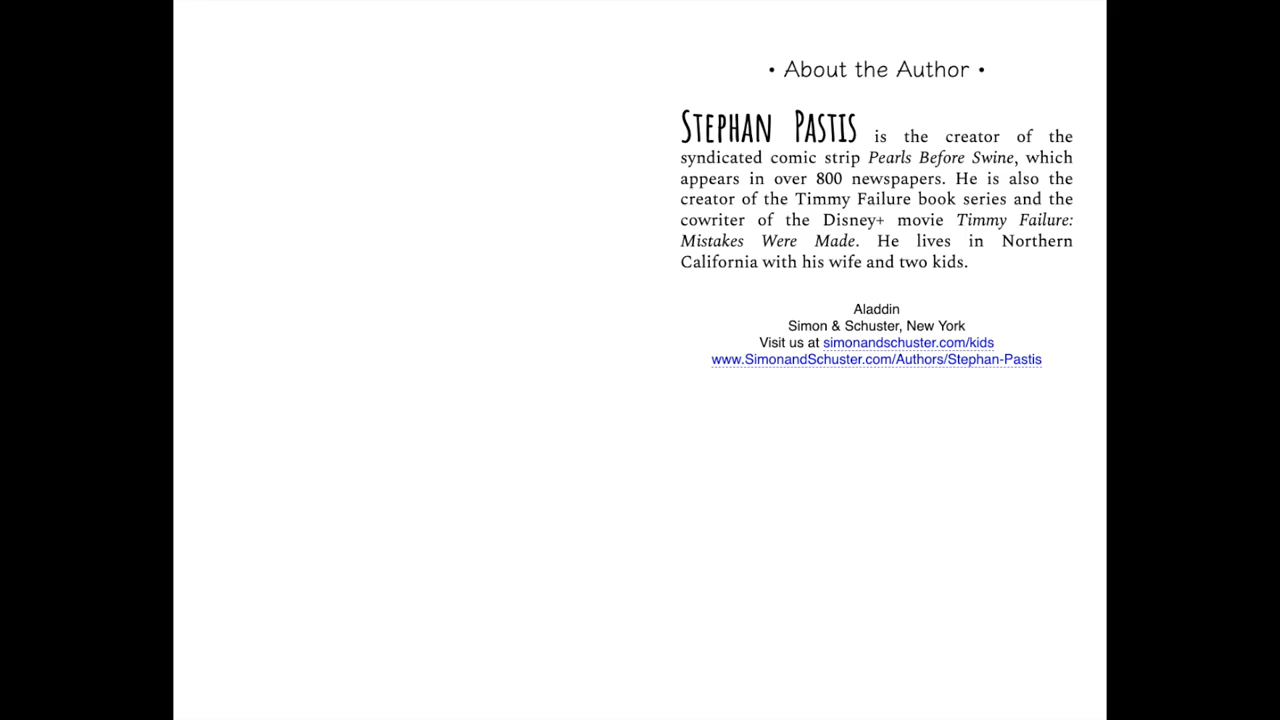 • About the Author •
STEPHAN PASTIS is the creator of the
syndicated comic strip Pearls Before Swine, which
appears in over 800 newspapers. He is also the
creator of the Timmy Failure book series and the
cowriter of the Disney+ movie Timmy Failure:
Mistakes Were Made. He lives in Northern
California with his wife and two kids.
Aladdin
Simon & Schuster, New York
Visit us at simonandschuster.com/kids
www.SimonandSchuster.com/Authors/Stephan-Pastis